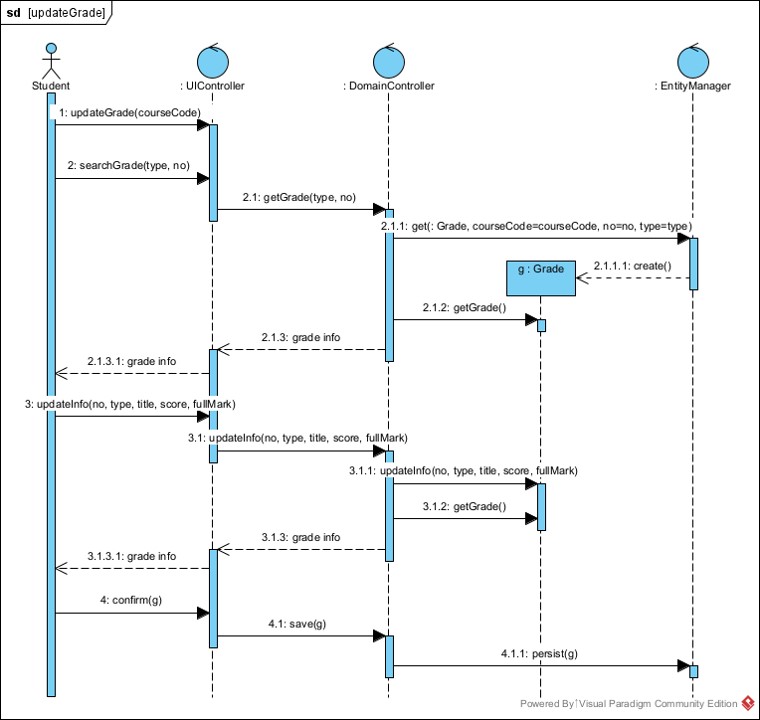 sd [updateGrade]
Student
: UIController
: DomainController
: EntityManager
1: updateGrade(courseCode)
2: searchGrade(type, no)
2.1: getGrade(type, no)
2.1.1: get(: Grade, courseCode=courseCode, no=no, type=type)
g : Grade
2.1.1.1: create()
2.1.2: getGrade()
2.1.3: grade info
2.1.3.1: grade info
3: updateInfo(no, type, title, score, fullMark)
3.1: updateInfo(no, type, title, score, fullMark)
3.1.1: updateInfo(no, type, title, score, fullMark)
3.1.2: getGrade()
3.1.3: grade info
3.1.3.1: grade info
4: confirm(g)
4.1: save(g)
4.1.1: persist(g)
Powered By Visual Paradigm Community Edition